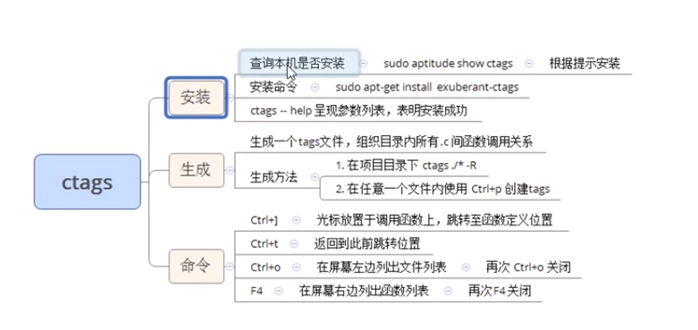 ctags
安装
查询本机是否安装
sudo aptitude show ctags
根据提示安装
安装命令
sudo apt-get install exuberant-ctags
ctags -- help 呈现参数列表，表明安装成功
生成
生成一个tags文件，组织目录内所有 .c 间函数调用关系
生成方法
1. 在项目目录下 ctags ./* -R
2. 在任意一个文件内使用 Ctrl+p 创建tags
命令
Ctrl+]
光标放置于调用函数上，跳转至函数定义位置
Ctrl+t
返回到此前跳转位置
Ctrl+o
在屏幕左边列出文件列表
再次 Ctrl+o 关闭
F4
在屏幕右边列出函数列表
再次F4 关闭